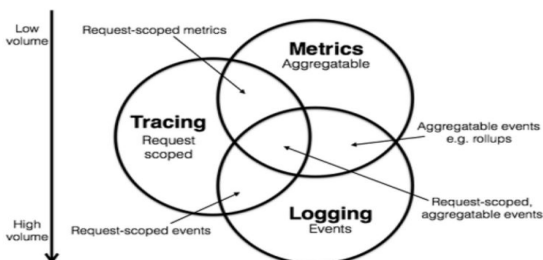 Low
volume
Request-scoped metrics
Metrics
Aggregatable
Tracing
Request
scoped
Aggregatable events
e.g. rollups
Request-scoped,
aggregatable events
High
volume
Request-scoped events
Logging
Events